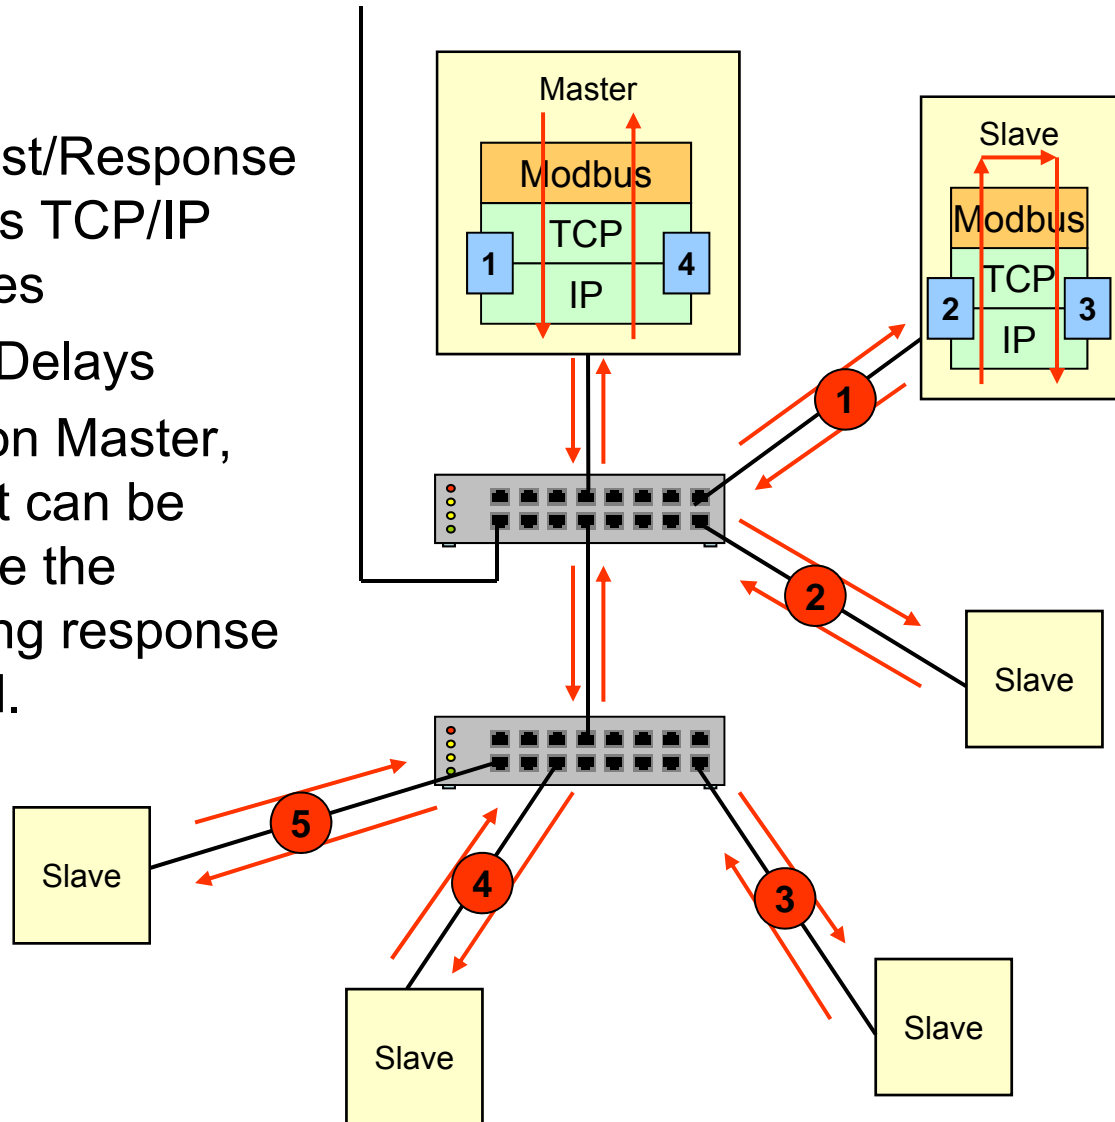 st/Response
s TCP/IP
es
Delays
on Master,
t can be
e the
ng response
l.
Master
Modbus
TCP
IP
1
4
Slave
Modbus
TCP
IP
2
3
1
2
Slave
5
Slave
4
Slave
3
Slave